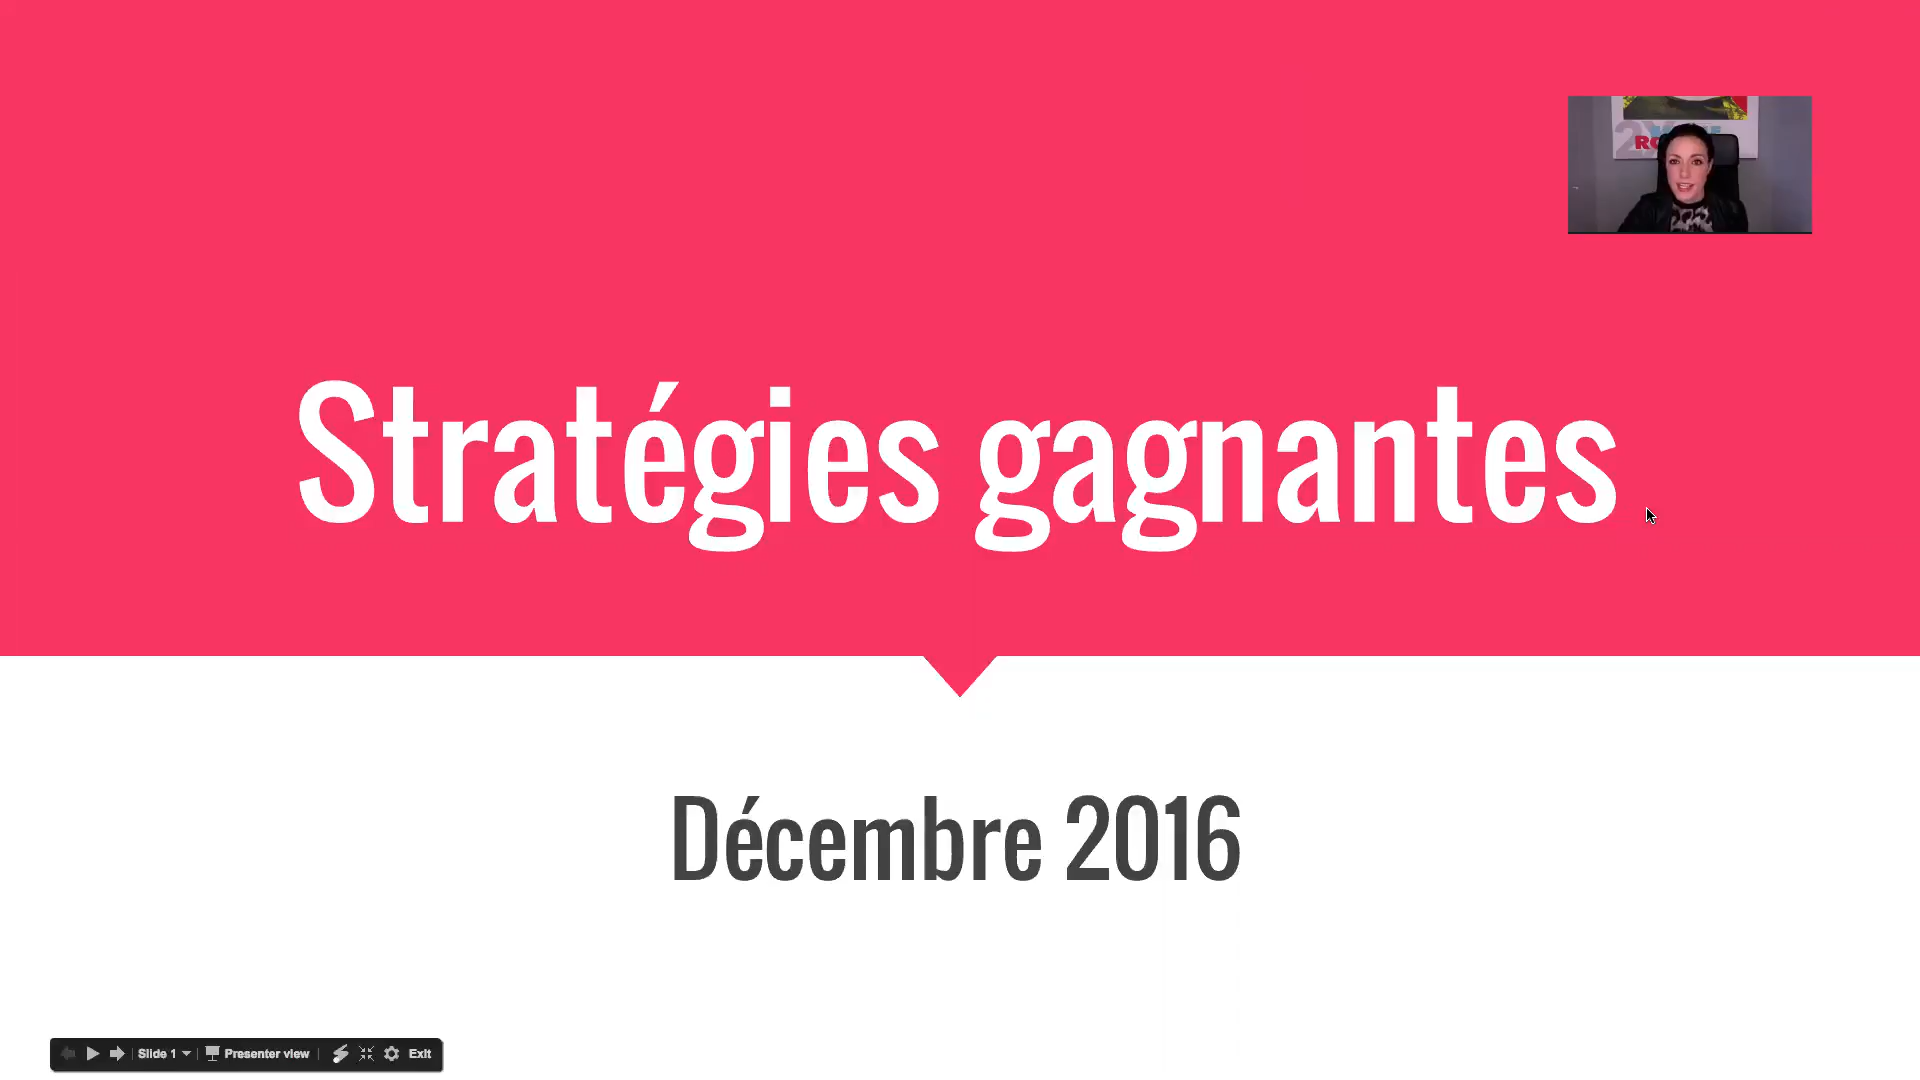 Stratégies gagnantes
Décembre 2016
Slide 1
Presenter view
Exit